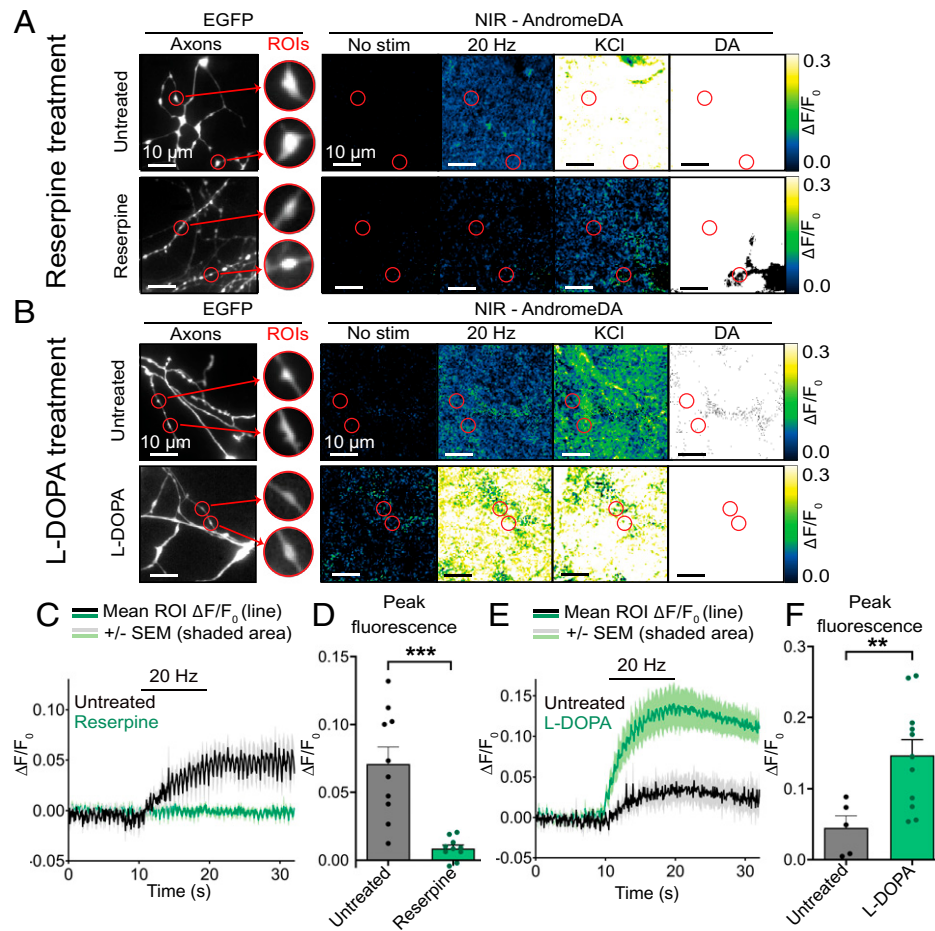 A
EGFP
NIR - AndromeDA
Axons
ROIs
No stim
20 Hz
KCl
DA
Reserpine treatment
Untreated
10 µm
10 µm
0.3
ΔF/F0
0.0
Reserpine
0.3
ΔF/F0
0.0
B
EGFP
NIR - AndromeDA
Axons
ROIs
No stim
20 Hz
KCl
DA
L-DOPA treatment
Untreated
10 µm
10 µm
0.3
ΔF/F
0.0
L-DOPA
0.3
ΔF/F0
0.0
C
Mean ROI ΔF/F0 (line)
+/- SEM (shaded area)
20 Hz
Untreated
Reserpine
ΔF/F0
0.10
0.05
0.00
-0.05
0
10
20
30
Time (s)
D
Peak
fluorescence
***
ΔF/F0
0.15
0.10
0.05
0.00
Untreated
Reserpine
E
Mean ROI ΔF/F0 (line)
+/- SEM (shaded area)
20 Hz
Untreated
L-DOPA
ΔF/F0
0.15
0.10
0.05
0.00
-0.05
0
10
20
30
Time (s)
F
Peak
fluorescence
**
ΔF/F0
0.3
0.2
0.1
0.0
Untreated
L-DOPA